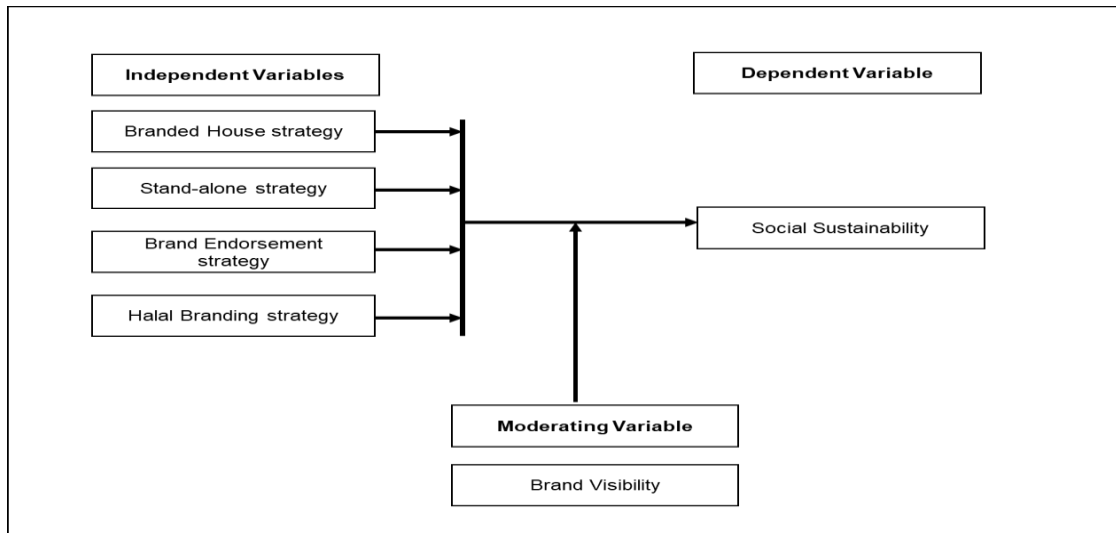 Independent Variables
Dependent Variable
Branded House strategy
Stand-alone strategy
Social Sustainability
Brand Endorsement
strategy
Halal Branding strategy
Moderating Variable
Brand Visibility